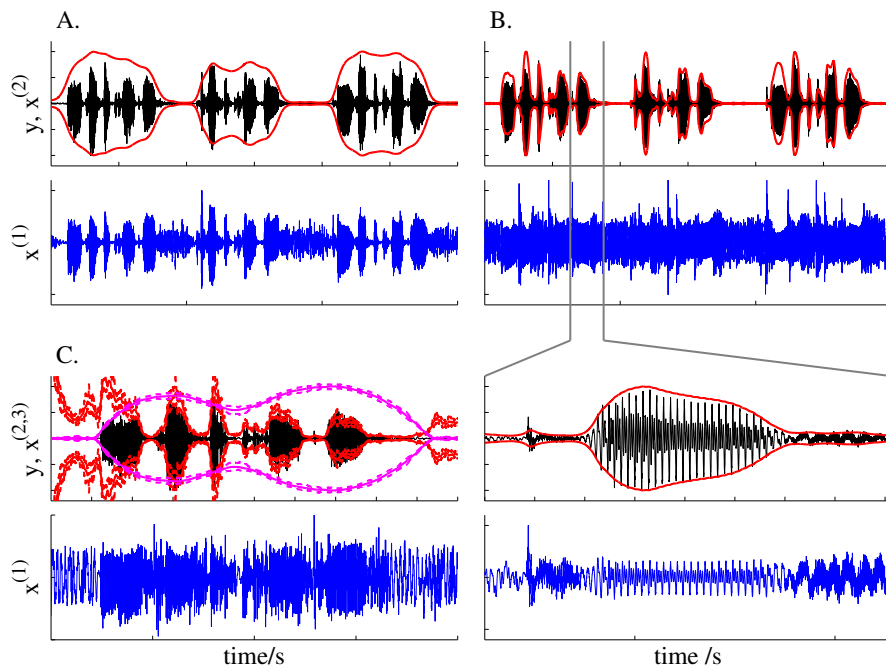 A.
B.
y, x(2)
x(1)
C.
y, x(2,3)
x(1)
time/s
time /s